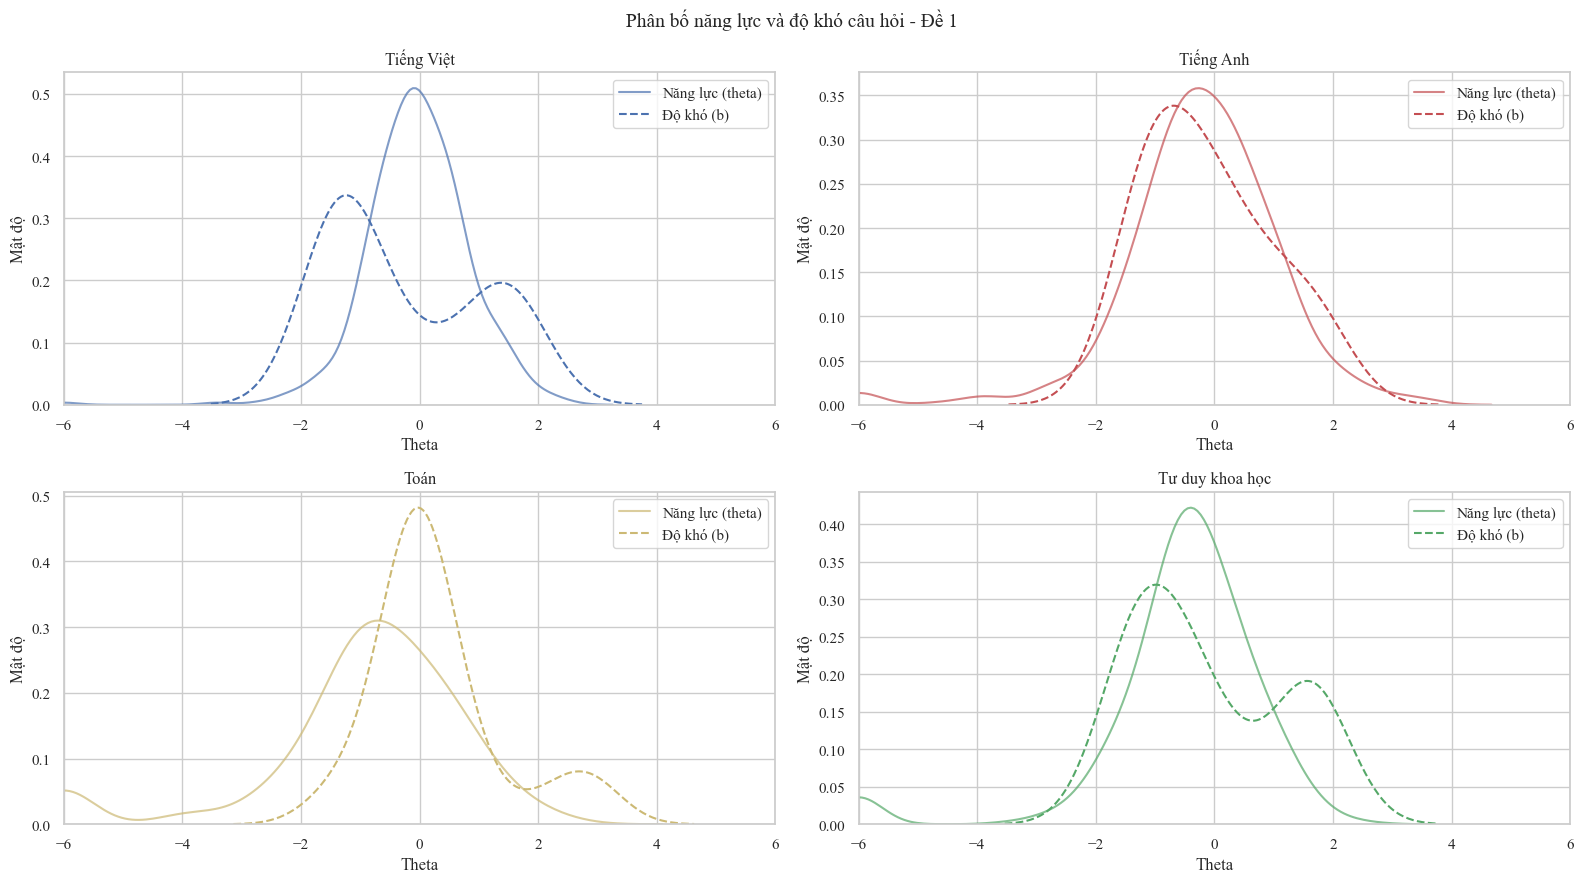 Phân bố năng lực và độ khó câu hỏi - Đề 1
Tiếng Việt
Năng lực (theta)
Độ khó (b)
Mật độ
0.5
0.4
0.3
0.2
0.1
0.0
−6 −4 −2 0 2 4 6
Theta
Tiếng Anh
Năng lực (theta)
Độ khó (b)
Mật độ
0.35
0.30
0.25
0.20
0.15
0.10
0.05
0.00
−6 −4 −2 0 2 4 6
Theta
Toán
Năng lực (theta)
Độ khó (b)
Mật độ
0.5
0.4
0.3
0.2
0.1
0.0
−6 −4 −2 0 2 4 6
Theta
Tư duy khoa học
Năng lực (theta)
Độ khó (b)
Mật độ
0.40
0.35
0.30
0.25
0.20
0.15
0.10
0.05
0.00
−6 −4 −2 0 2 4 6
Theta